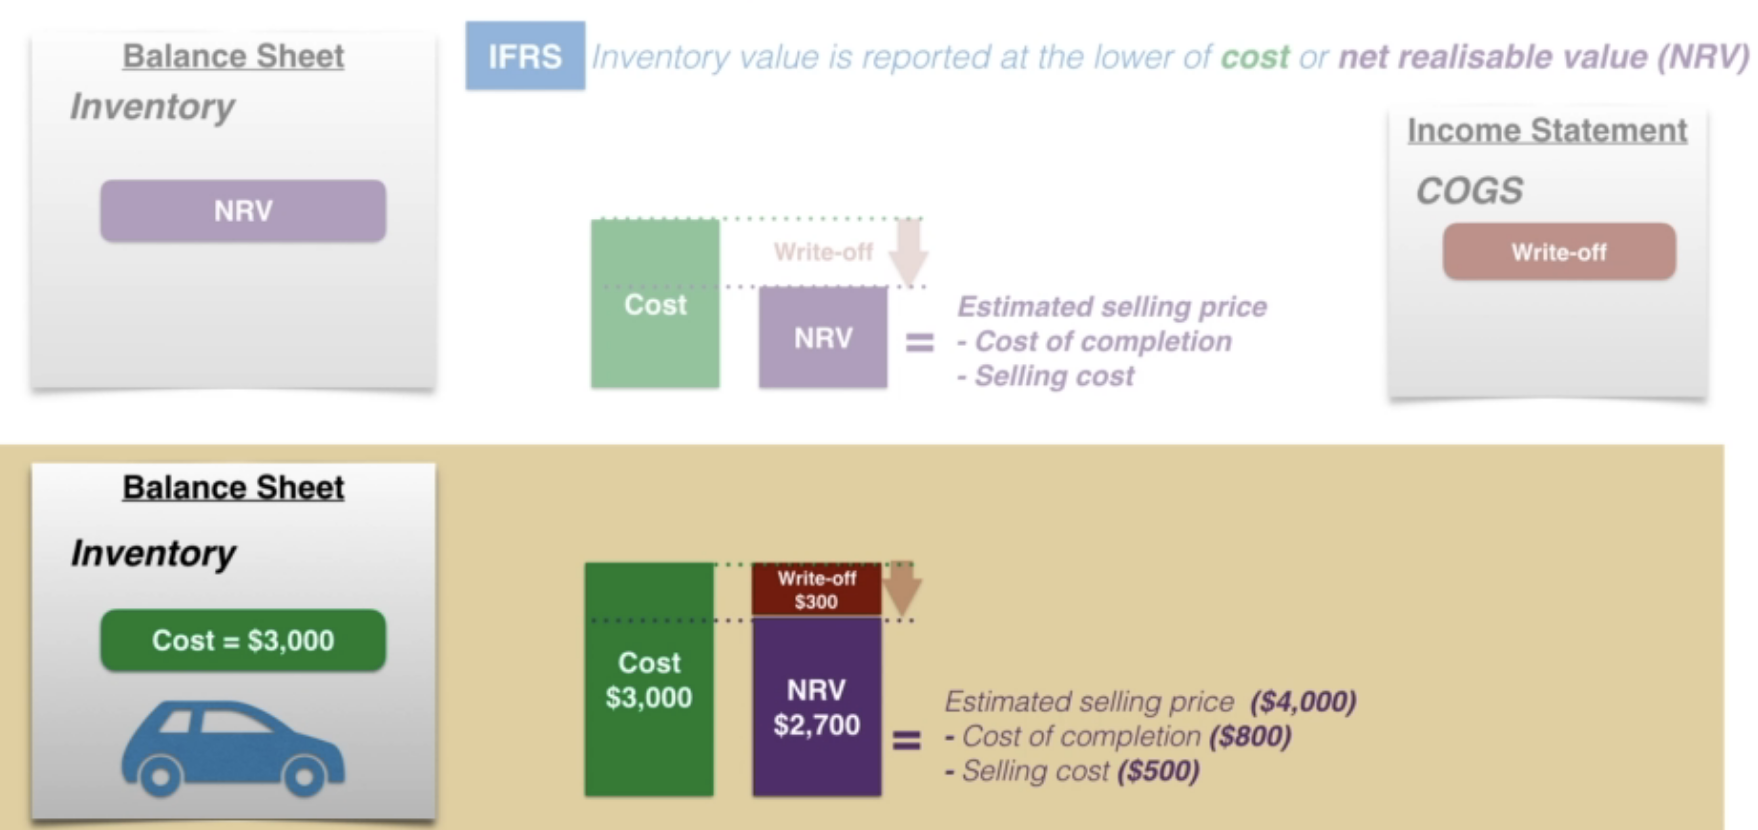 Balance Sheet
Inventory
NRV
IFRS Inventory value is reported at the lower of cost or net realisable value (NRV)
Cost
Write-off
NRV
= Estimated selling price
- Cost of completion
- Selling cost
Income Statement
COGS
Write-off
Balance Sheet
Inventory
Cost = $3,000
Cost
$3,000
Write-off
$300
NRV
$2,700
= Estimated selling price ($4,000)
- Cost of completion ($800)
- Selling cost ($500)